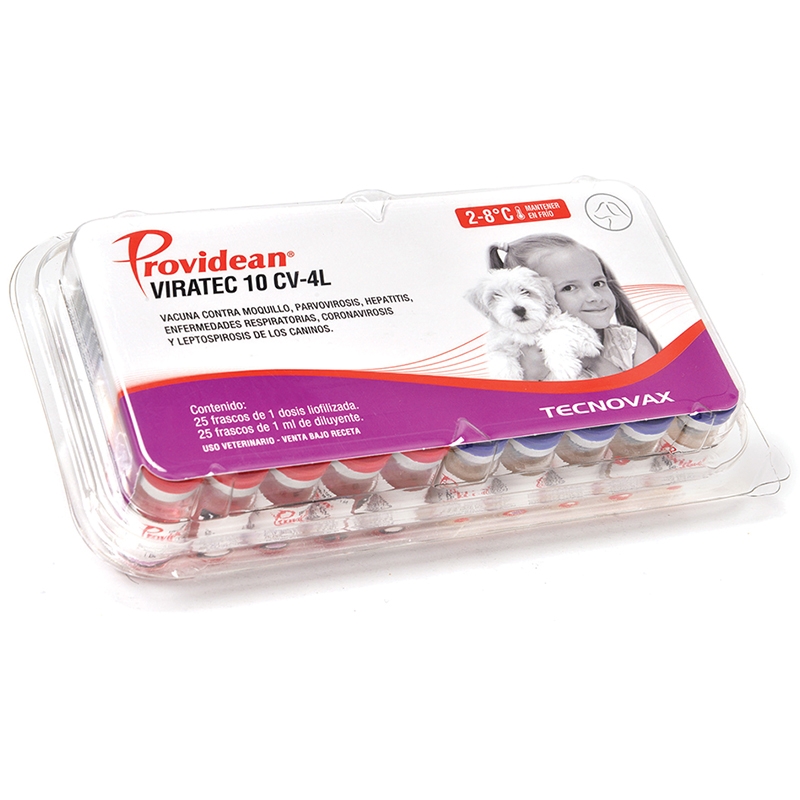 2-8°C MANTENER
EN FRÍO
Providean®
VIRATEC 10 CV-4L
VACUNA CONTRA MOQUILLO, PARVOVIROSIS, HEPATITIS,
ENFERMEDADES RESPIRATORIAS, CORONAVIROSIS
Y LEPTOSPIROSIS DE LOS CANINOS.
Contenido:
25 frascos de 1 dosis liofilizada.
25 frascos de 1 ml de diluyente.
USO VETERINARIO - VENTA BAJO RECETA
TECNOVAX